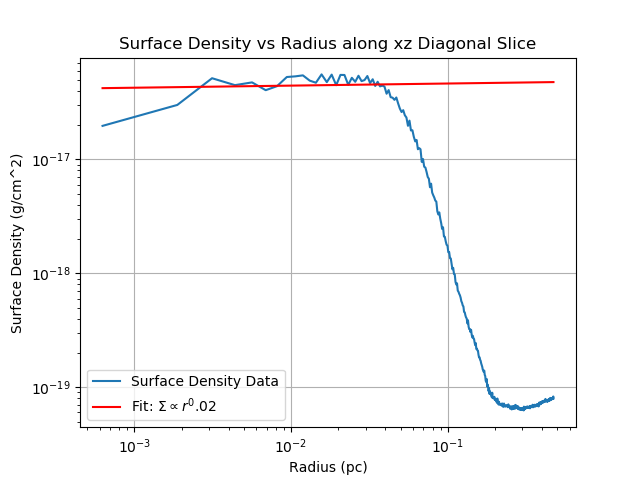 Surface Density vs Radius along xz Diagonal Slice
Surface Density (g/cm^2)
10⁻¹⁷
10⁻¹⁸
10⁻¹⁹
Surface Density Data
Fit: Σ ∝ r⁰.02
10⁻³
10⁻²
10⁻¹
Radius (pc)